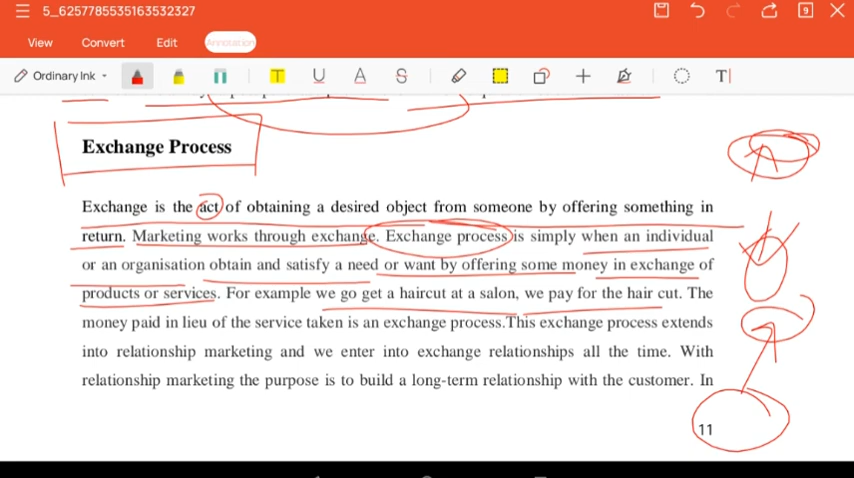 5_6257785535163532327
9
View Convert Edit Annotation
Ordinary Ink T U A S T
Exchange Process
Exchange is the act of obtaining a desired object from someone by offering something in
return. Marketing works through exchange. Exchange process is simply when an individual
or an organisation obtain and satisfy a need or want by offering some money in exchange of
products or services. For example we go get a haircut at a salon, we pay for the hair cut. The
money paid in lieu of the service taken is an exchange process.This exchange process extends
into relationship marketing and we enter into exchange relationships all the time. With
relationship marketing the purpose is to build a long-term relationship with the customer. In
11